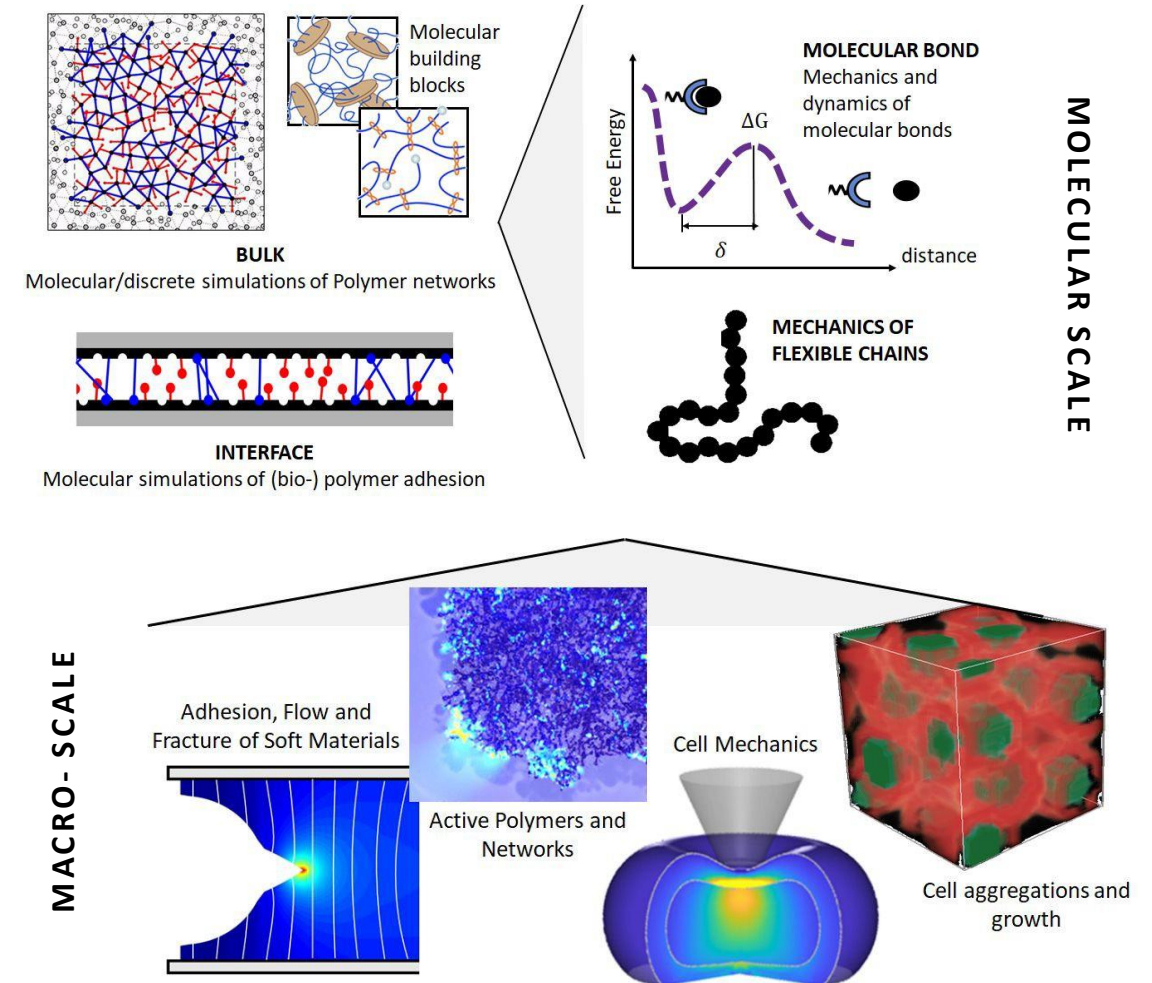 Molecular
building
blocks
BULK
Molecular/discrete simulations of Polymer networks
INTERFACE
Molecular simulations of (bio-) polymer adhesion
MOLECULAR BOND
Mechanics and
dynamics of
molecular bonds
Free Energy
ΔG
δ
distance
MECHANICS OF
FLEXIBLE CHAINS
MOLECULAR SCALE
MACRO- SCALE
Adhesion, Flow and
Fracture of Soft Materials
Active Polymers and
Networks
Cell Mechanics
Cell aggregations and
growth